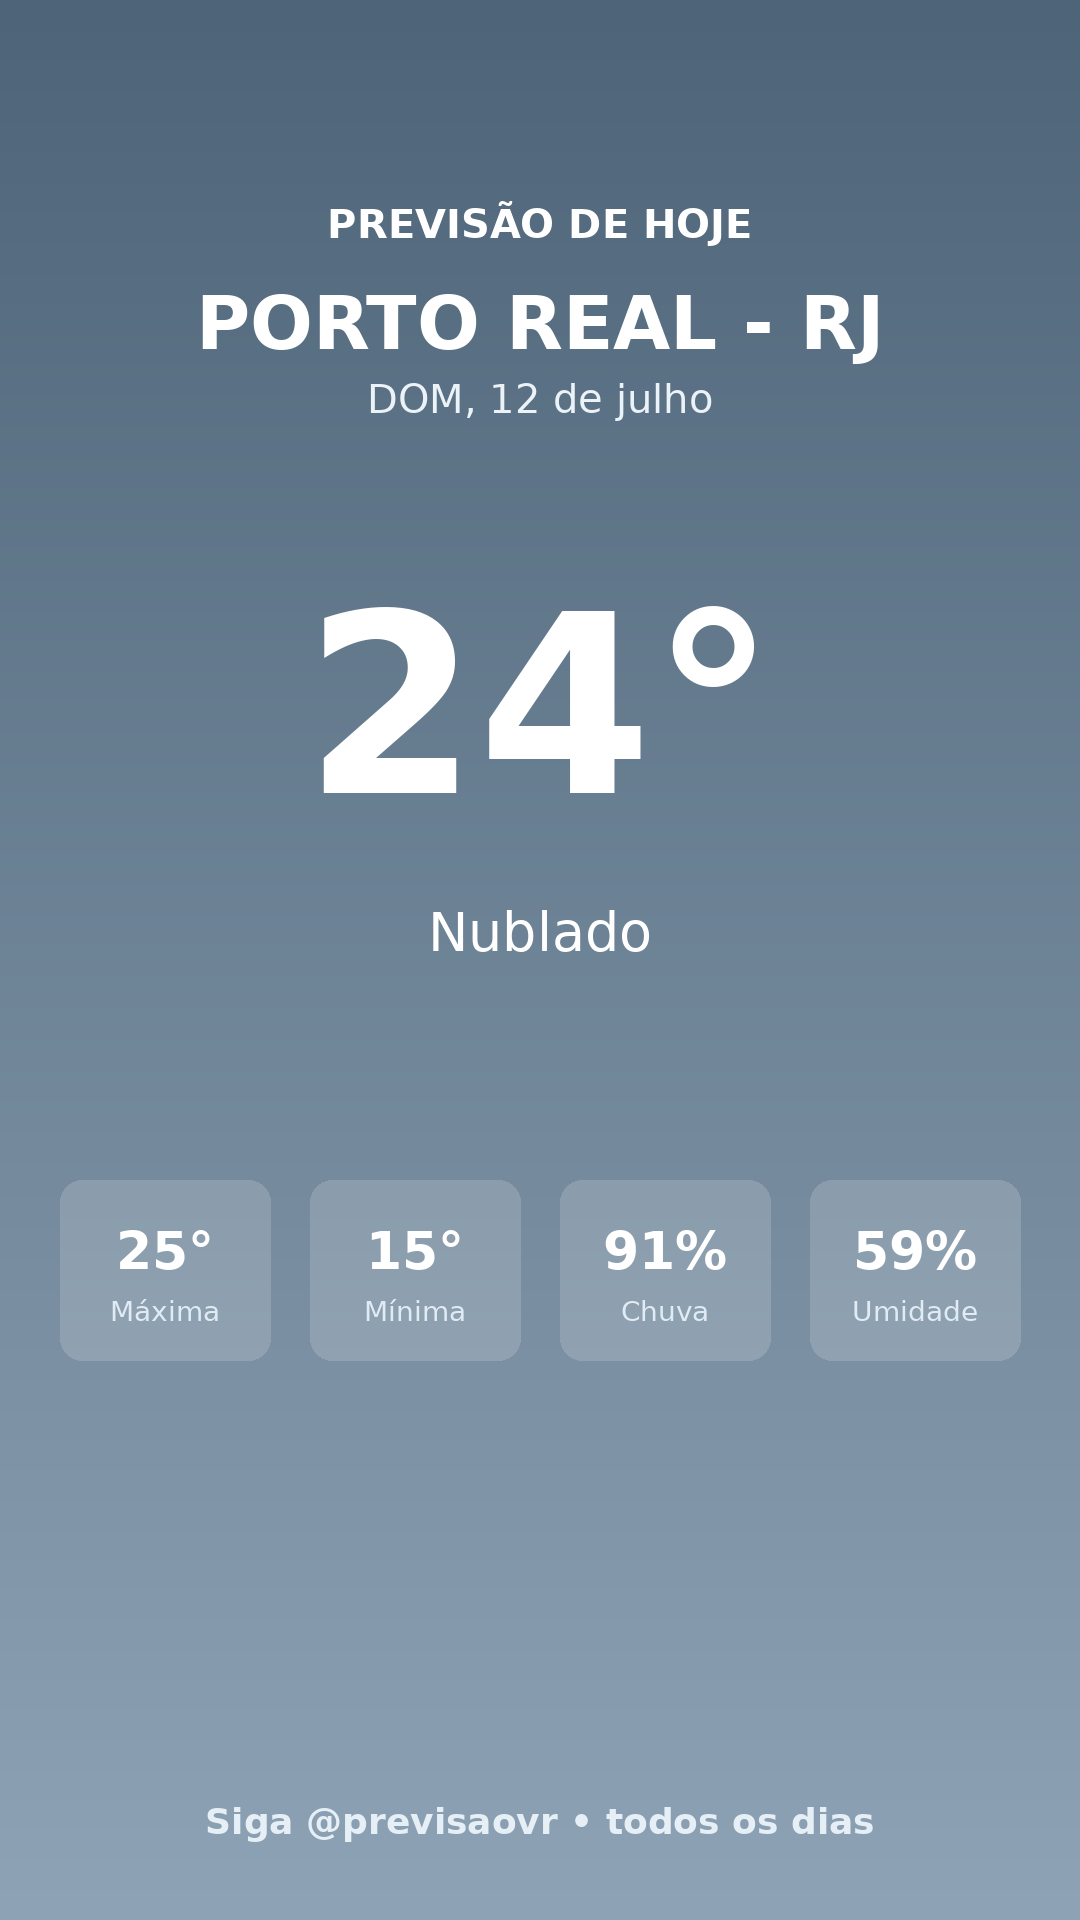 PREVISÃO DE HOJE
PORTO REAL - RJ
DOM, 12 de julho
24°
Nublado
25° 15° 91% 59%
Máxima Mínima Chuva Umidade
Siga @previsaovr • todos os dias